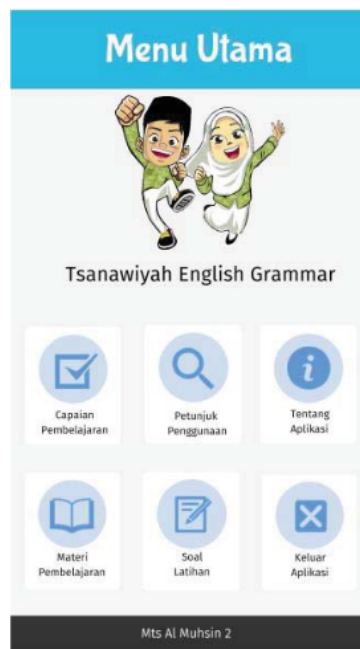 Menu Utama
Tsanawiyah English Grammar
Capaian
Pembelajaran
Petunjuk
Penggunaan
Tentang
Aplikasi
Materi
Pembelajaran
Soal
Latihan
Keluar
Aplikasi
Mts Al Muhsin 2